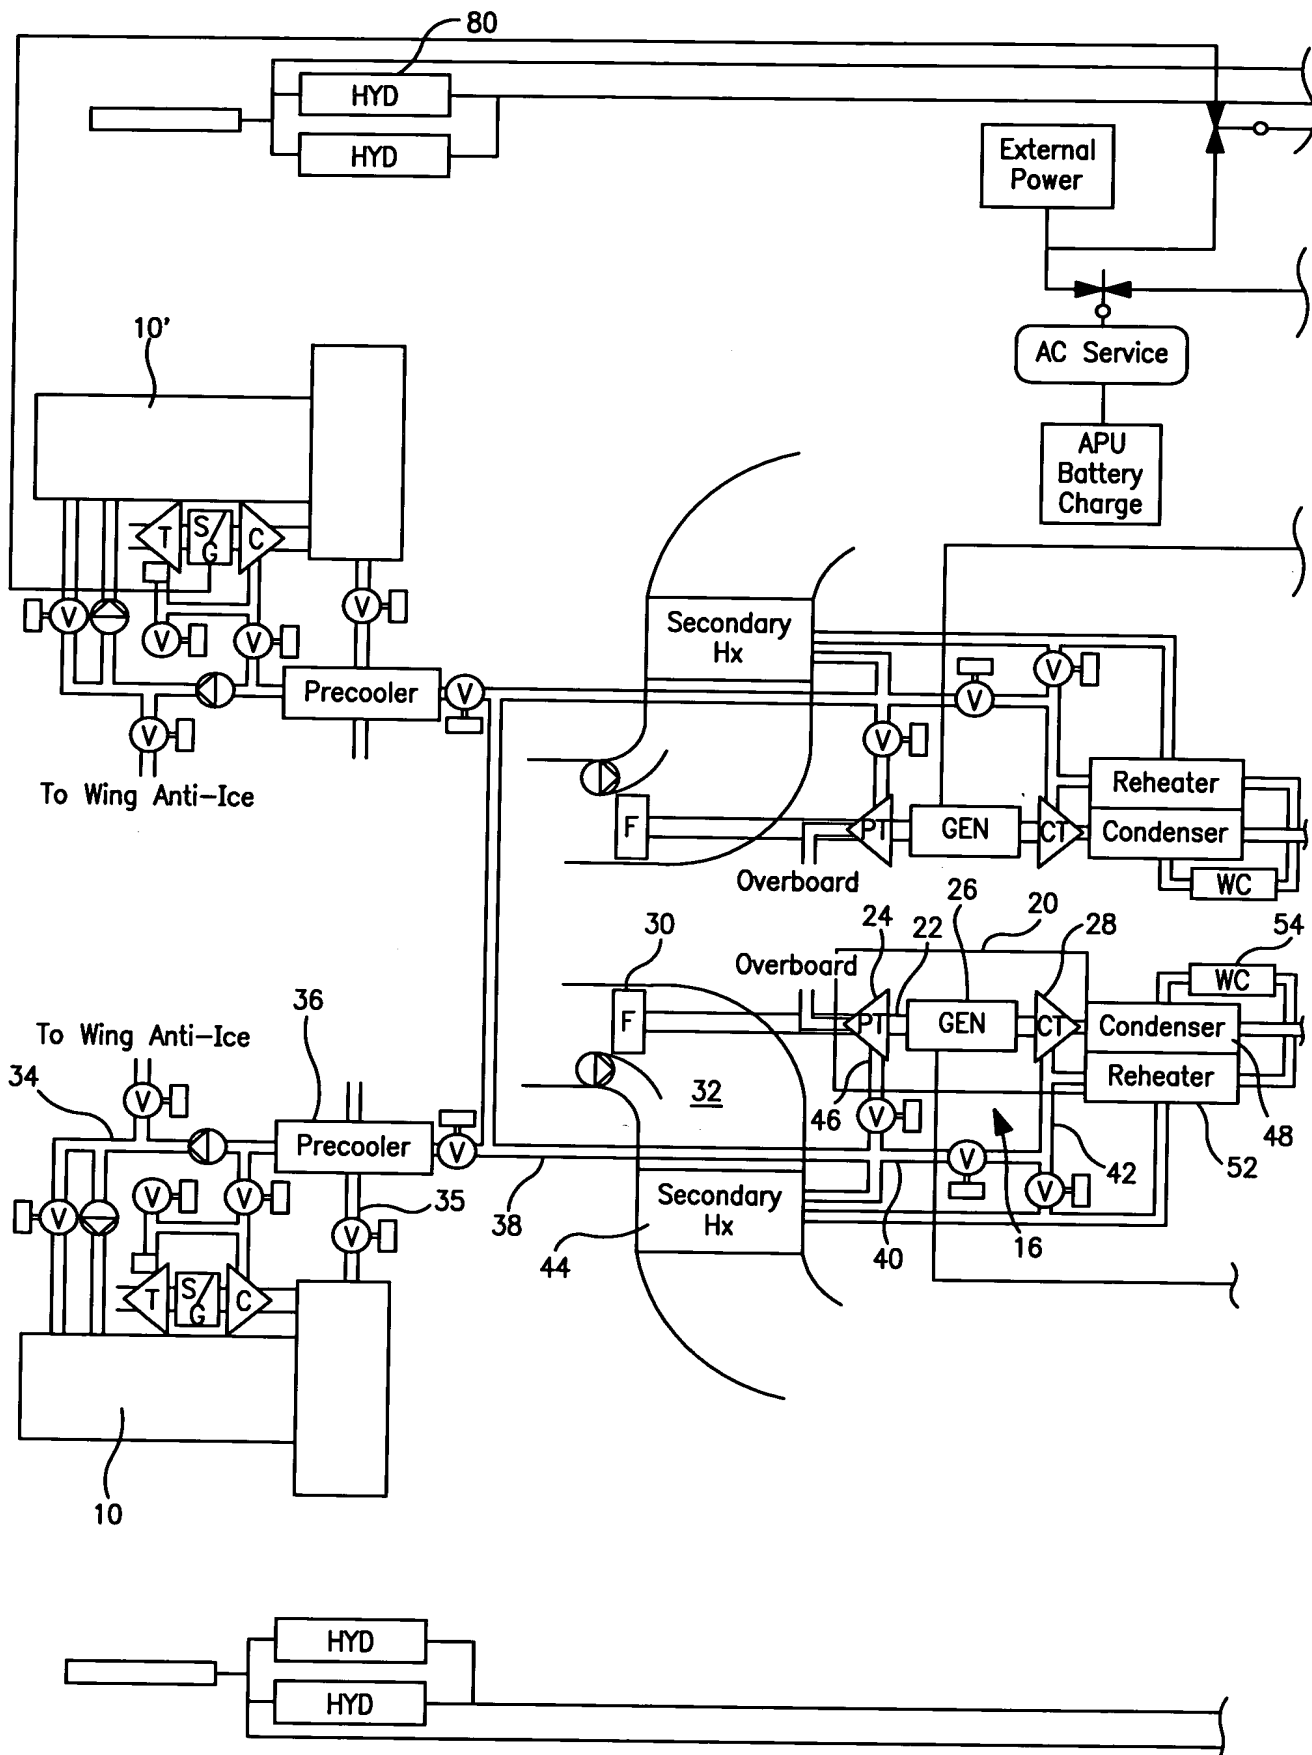 80
HYD
HYD
External
Power
10'
AC Service
APU
Battery
Charge
T
S/G
C
V
V
V
V
Secondary
Hx
V
V
Precooler
V
V
V
To Wing Anti-Ice
Reheater
F
PT
GEN
CT
Condenser
Overboard
WC
26
20
24
22
28
54
30
Overboard
WC
36
F
PT
GEN
CT
Condenser
To Wing Anti-Ice
34
Reheater
32
V
46
V
48
Precooler
V
V
42
52
V
V
35
Secondary
Hx
V
V
V
38
40
16
44
T
S/G
C
10
HYD
HYD